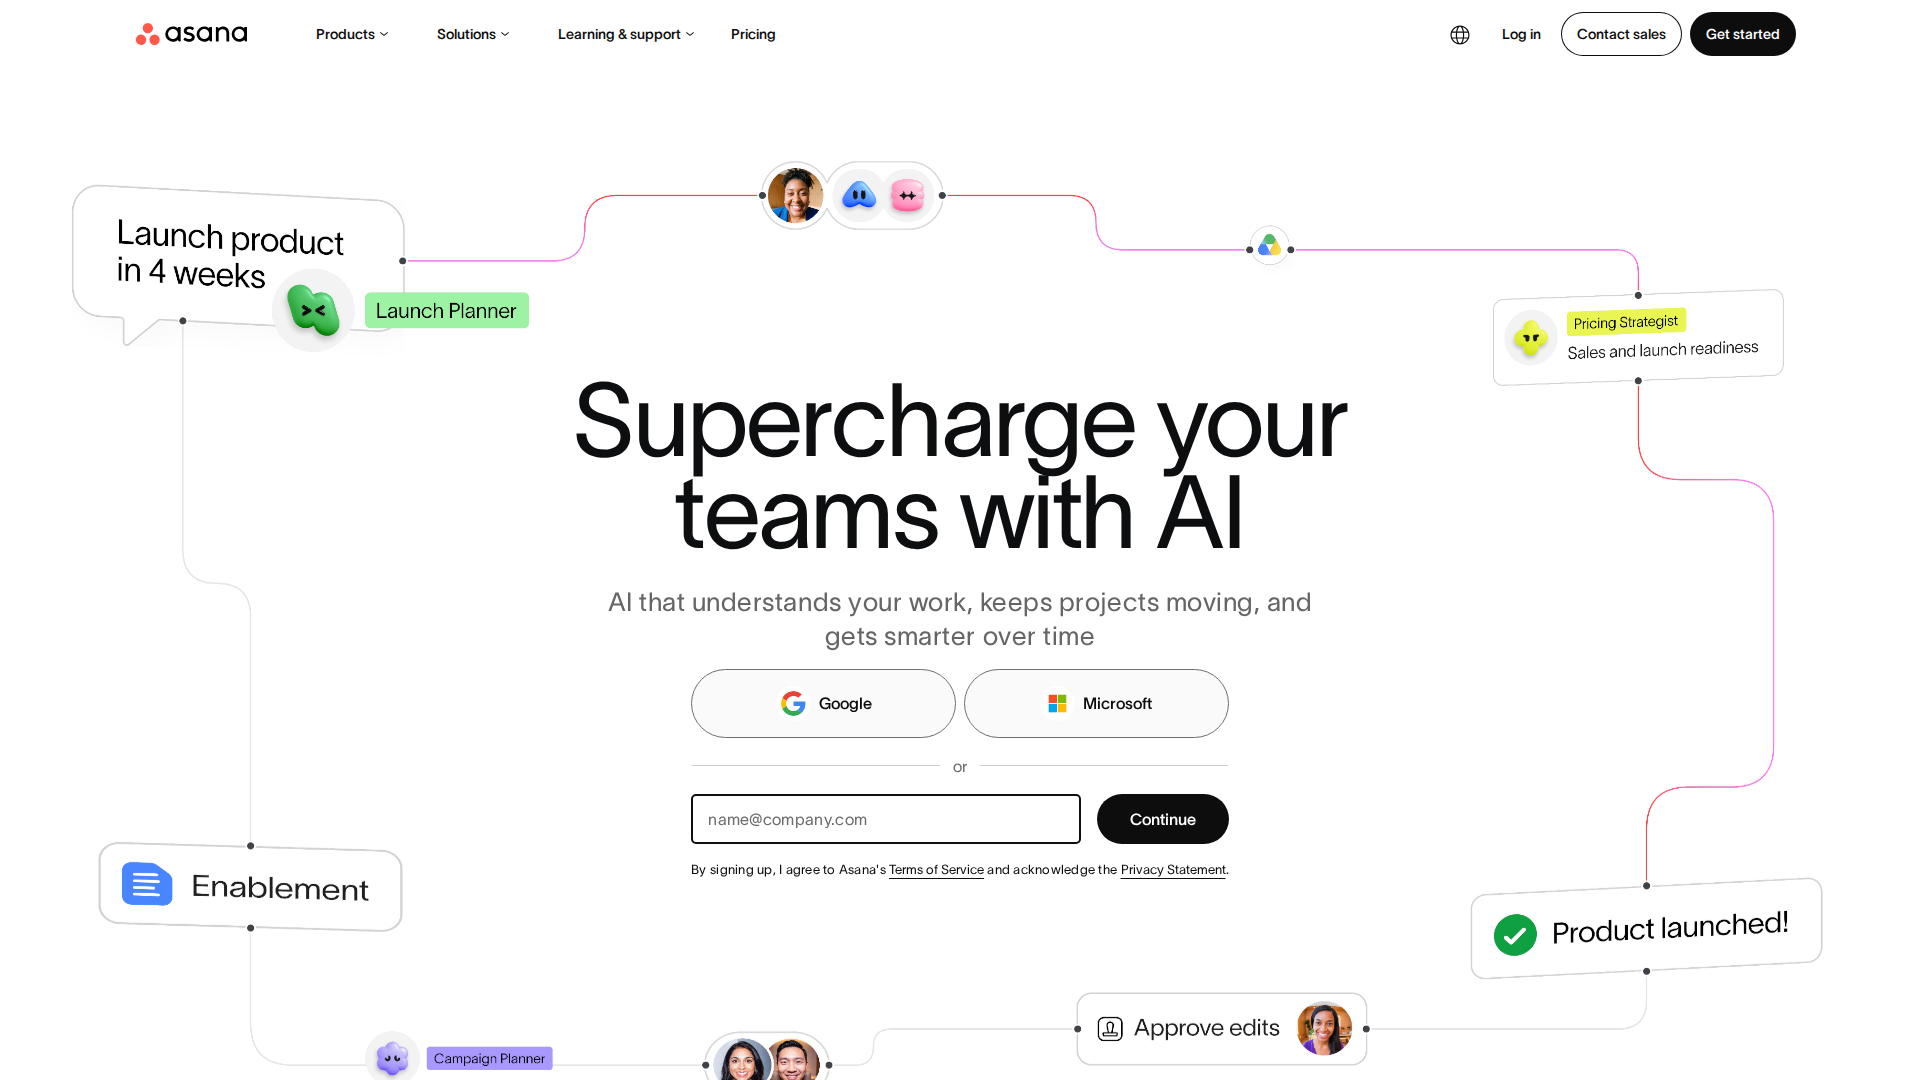 asana
Products
Solutions
Learning & support
Pricing
Log in
Contact sales
Get started
Launch product
in 4 weeks
Launch Planner
Pricing Strategist
Sales and launch readiness
Supercharge your
teams with AI
AI that understands your work, keeps projects moving, and
gets smarter over time
Google
Microsoft
or
name@company.com
Continue
By signing up, I agree to Asana's Terms of Service and acknowledge the Privacy Statement.
Enablement
Product launched!
Approve edits
Campaign Planner